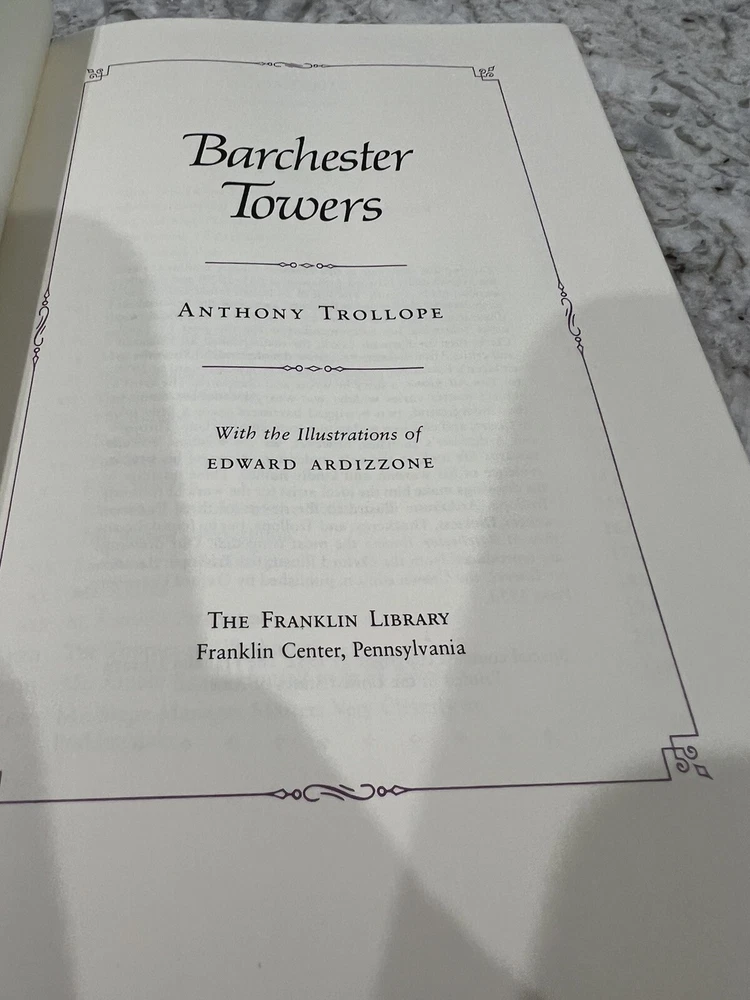 Barchester
Towers
ANTHONY TROLLOPE
With the Illustrations of
EDWARD ARDIZZONE
THE FRANKLIN LIBRARY
Franklin Center, Pennsylvania